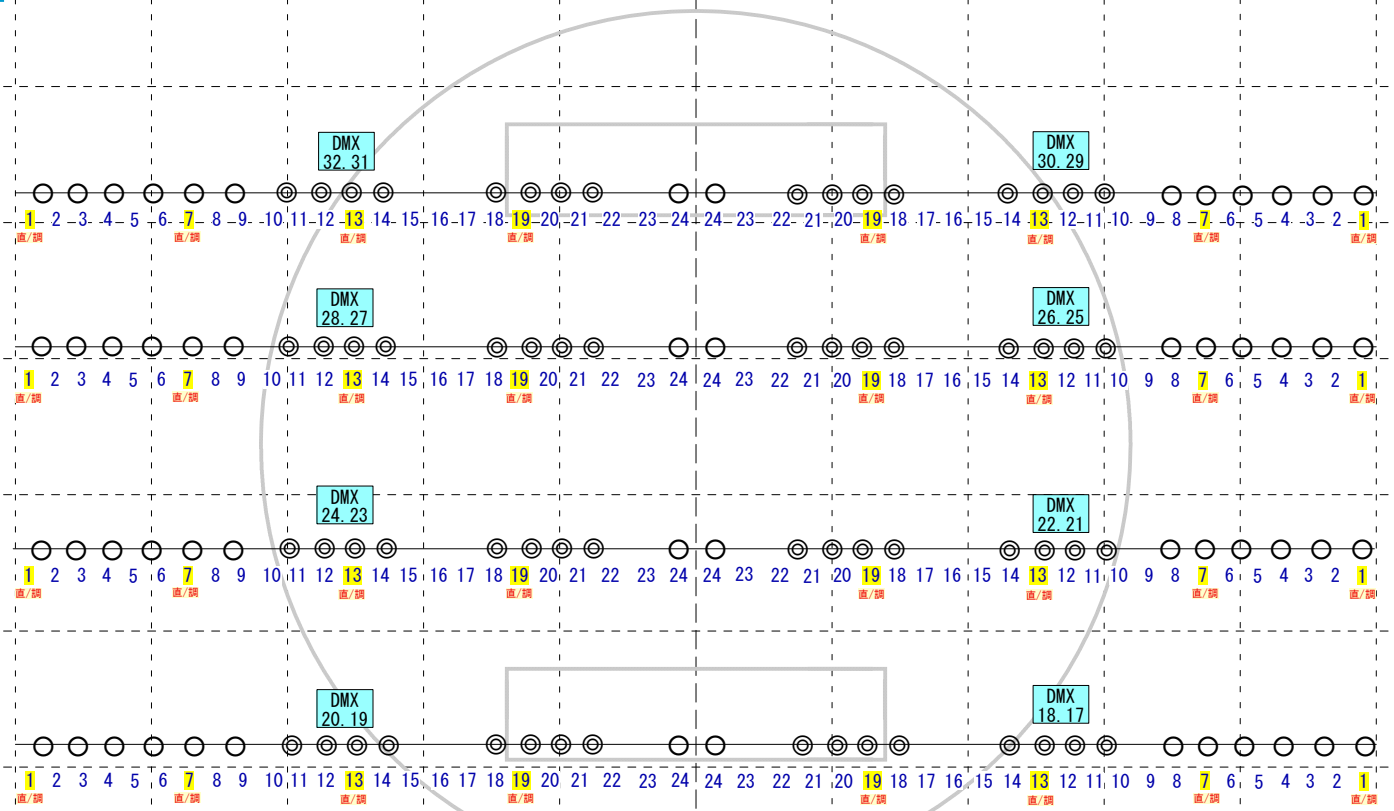 DMX DMX
32.31 30.29
1 2 3 4 5 6 7 8 9 10 11 12 13 14 15 18 19 20 21 22 23 24 24 23 22 21 20 19 18 17 16 15 14 13 12 11 10 9 8 7 6 5 4 3 2 1
直/調 直/調 直/調 直/調 直/調 直/調 直/調 直/調
DMX DMX
28.27 26.25
1 2 3 4 5 6 7 8 9 10 11 12 13 14 15 16 17 18 19 20 21 22 23 24 24 23 22 21 20 19 18 17 16 15 14 13 12 11 10 9 8 7 6 5 4 3 2 1
直/調 直/調 直/調 直/調 直/調 直/調 直/調 直/調
DMX DMX
24.23 22.21
1 2 3 4 5 6 7 8 9 10 11 12 13 14 15 16 17 18 19 20 21 22 23 24 24 23 22 21 20 19 18 17 16 15 14 13 12 11 10 9 8 7 6 5 4 3 2 1
直/調 直/調 直/調 直/調 直/調 直/調 直/調 直/調
DMX DMX
20.19 18.17
1 2 3 4 5 6 7 8 9 10 11 12 13 14 15 16 17 18 19 20 21 22 23 24 24 23 22 21 20 19 18 17 16 15 14 13 12 11 10 9 8 7 6 5 4 3 2 1
直/調 直/調 直/調 直/調 直/調 直/調 直/調 直/調